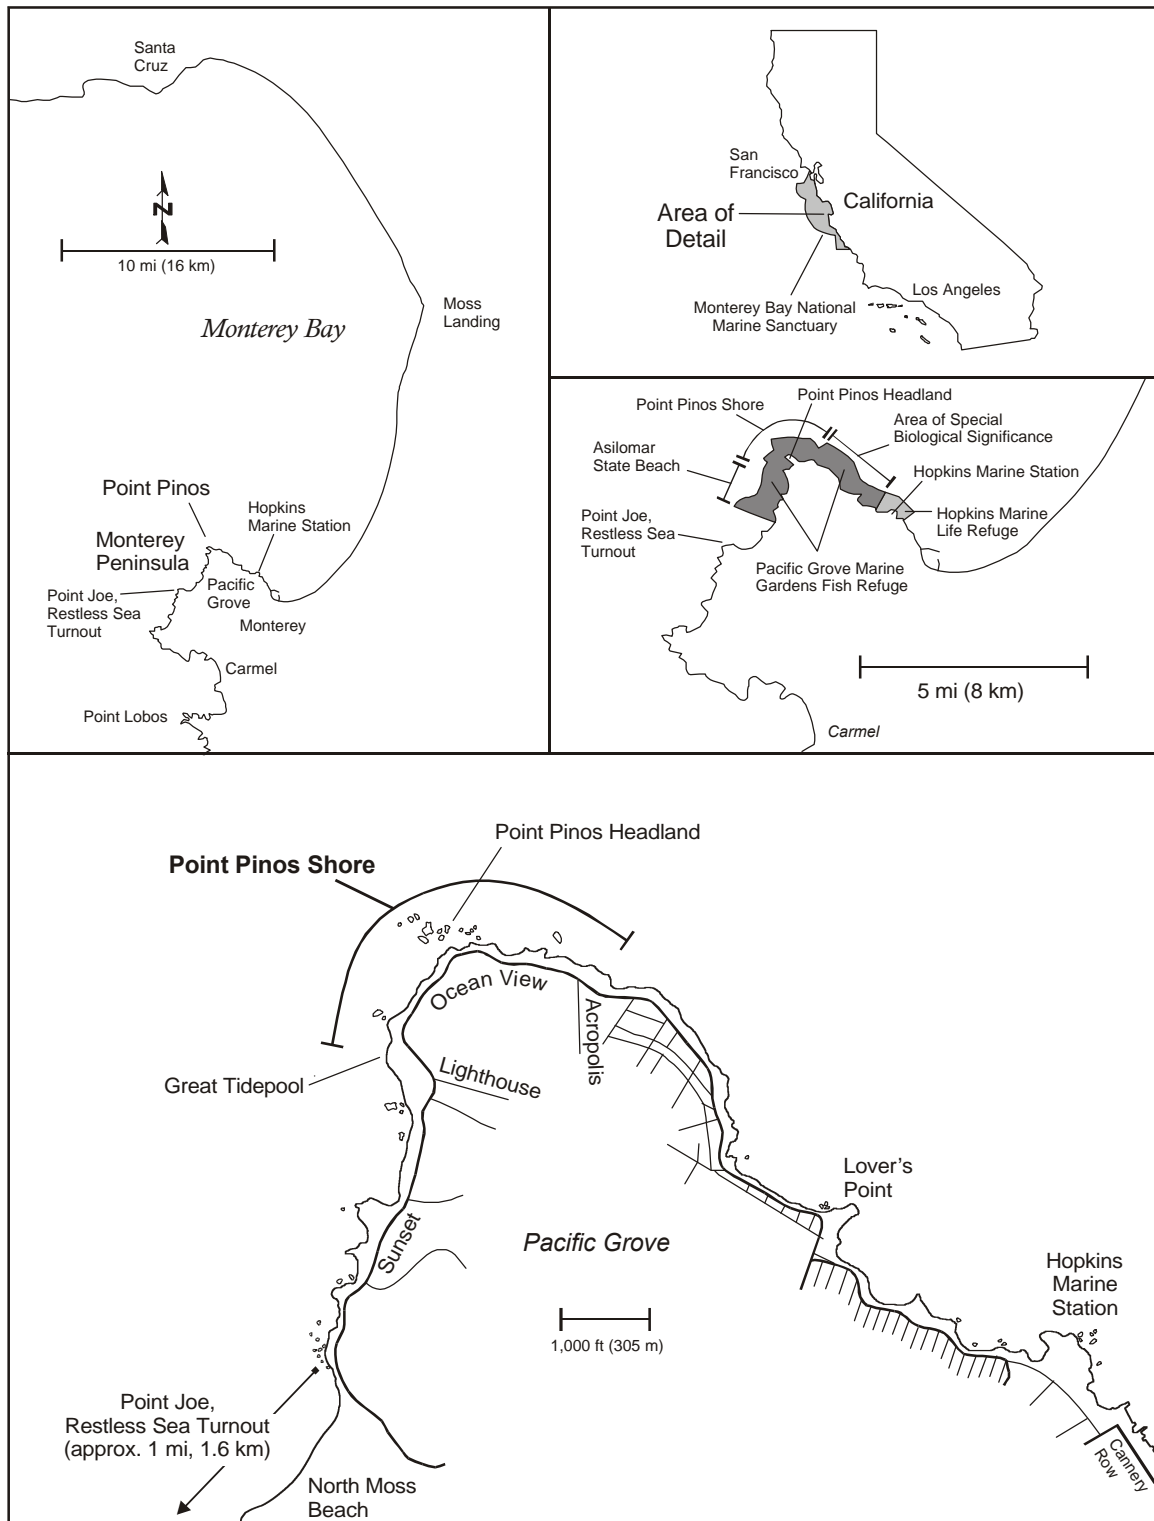 Santa
Cruz
N
10 mi (16 km)
Monterey Bay
Moss
Landing
Point Pinos
Hopkins
Marine Station
Monterey
Peninsula
Pacific
Grove
Point Joe,
Restless Sea
Turnout
Monterey
Carmel
Point Lobos
San
Francisco
California
Area of
Detail
Los Angeles
Monterey Bay National
Marine Sanctuary
Point Pinos Headland
Point Pinos Shore
Area of Special
Biological Significance
Asilomar
State Beach
Hopkins Marine Station
Hopkins Marine
Life Refuge
Point Joe,
Restless Sea
Turnout
Pacific Grove Marine
Gardens Fish Refuge
5 mi (8 km)
Carmel
Point Pinos Headland
Point Pinos Shore
Ocean View
Acropolis
Lighthouse
Great Tidepool
Lover's
Point
Sunset
Pacific Grove
Hopkins
Marine
Station
1,000 ft (305 m)
Point Joe,
Restless Sea Turnout
(approx. 1 mi, 1.6 km)
Cannery
Row
North Moss
Beach